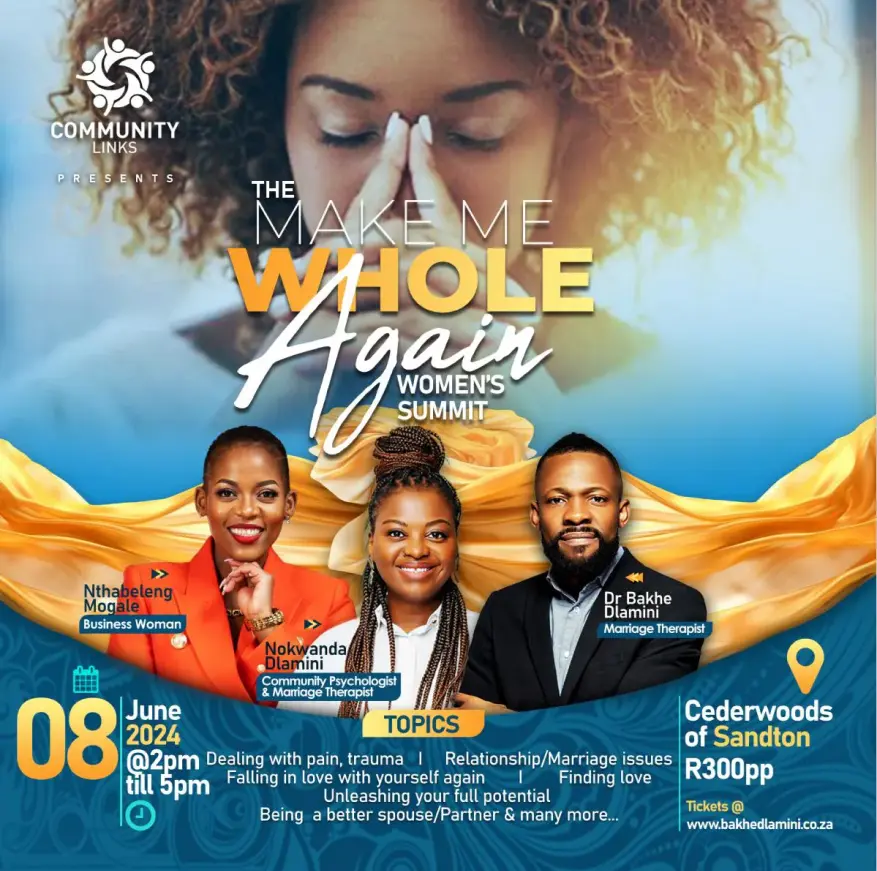 COMMUNITY
LINKS
PRESENTS
THE
MAKE ME
WHOLE
Again
WOMEN'S
SUMMIT
Nthabeleng
Mogale
Business Woman
Nokwanda
Dlamini
Community Psychologist
& Marriage Therapist
Dr Bakhe
Dlamini
Marriage Therapist
08
June
2024
@2pm
till 5pm
TOPICS
Dealing with pain, trauma | Relationship/Marriage issues
Falling in love with yourself again | Finding love
Unleashing your full potential
Being a better spouse/Partner & many more...
Cederwoods
of Sandton
R300pp
Tickets @
www.bakhedlamini.co.za